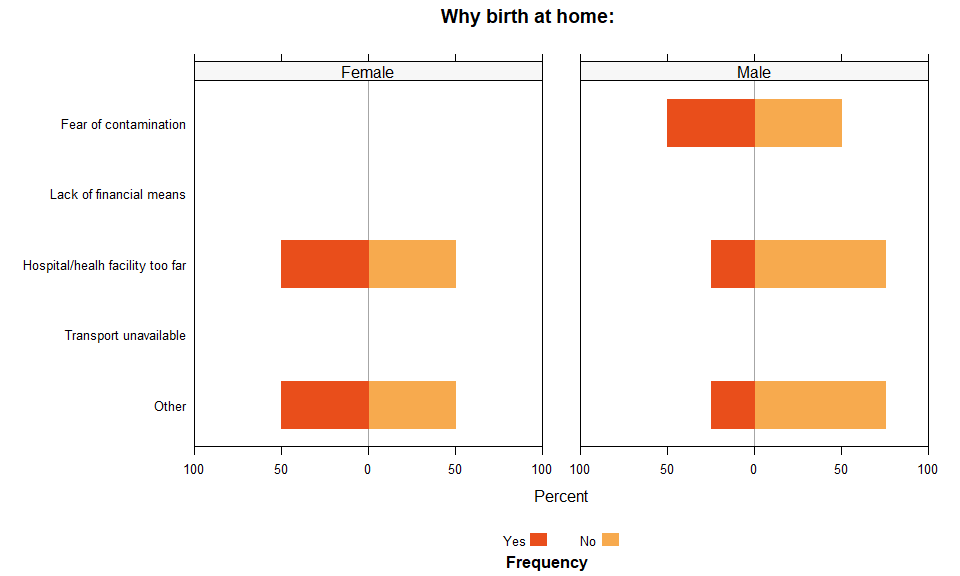 Why birth at home:
Female
Male
Fear of contamination
Lack of financial means
Hospital/healh facility too far
Transport unavailable
Other
100 50 0 50 100 100 50 0 50 100
Percent
Yes No
Frequency